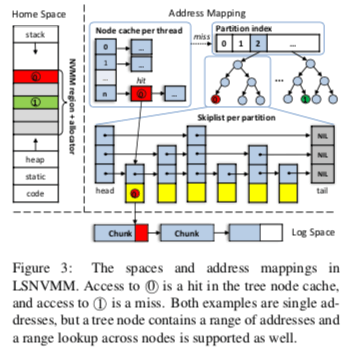 Home Space
Address Mapping
stack
NVMM region + allocator
heap
static
code
Node cache per thread
0
1
...
n
...
...
hit
0
...
miss
Partition index
0 1 2 ...
0
...
1
Skiplist per partition
NIL
NIL
NIL
NIL
head
tail
0
Chunk
Chunk
Log Space
Figure 3: The spaces and address mappings in
LSNVMM. Access to ⓪ is a hit in the tree node cache,
and access to ① is a miss. Both examples are single ad-
dresses, but a tree node contains a range of addresses and
a range lookup across nodes is supported as well.